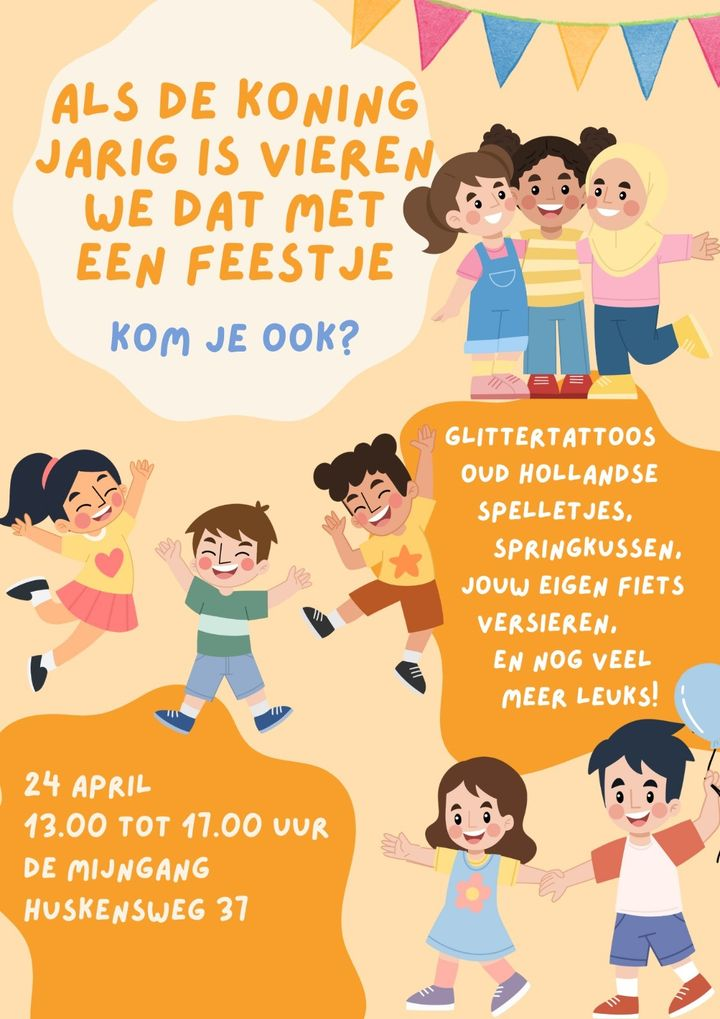 ALS DE KONING
JARIG IS VIEREN
WE DAT MET
EEN FEESTJE
KOM JE OOK?
GLITTERTATTOOS
OUD HOLLANDSE
SPELLETJES,
SPRINGKUSSEN,
JOUW EIGEN FIETS
VERSIEREN,
EN NOG VEEL
MEER LEUKS!
24 APRIL
13.00 TOT 17.00 UUR
DE MIJNGANG
HUSKENSWEG 37